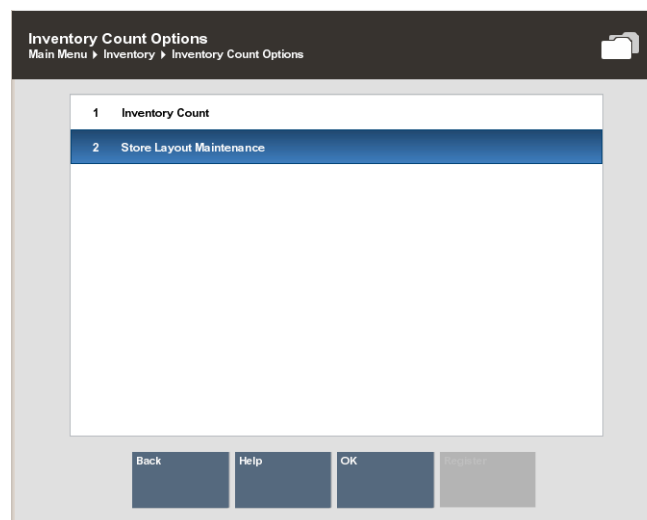 Inventory Count Options
Main Menu ▸ Inventory ▸ Inventory Count Options
1 Inventory Count
2 Store Layout Maintenance
Back Help OK Register